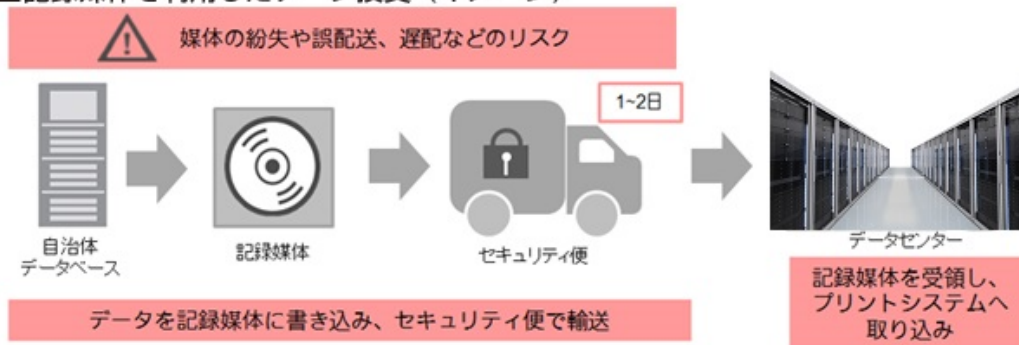 媒体の紛失や誤配送、遅配などのリスク
1~2日
自治体
データベース
記録媒体
セキュリティ便
データセンター
データを記録媒体に書き込み、セキュリティ便で輸送
記録媒体を受領し、
プリントシステムへ
取り込み